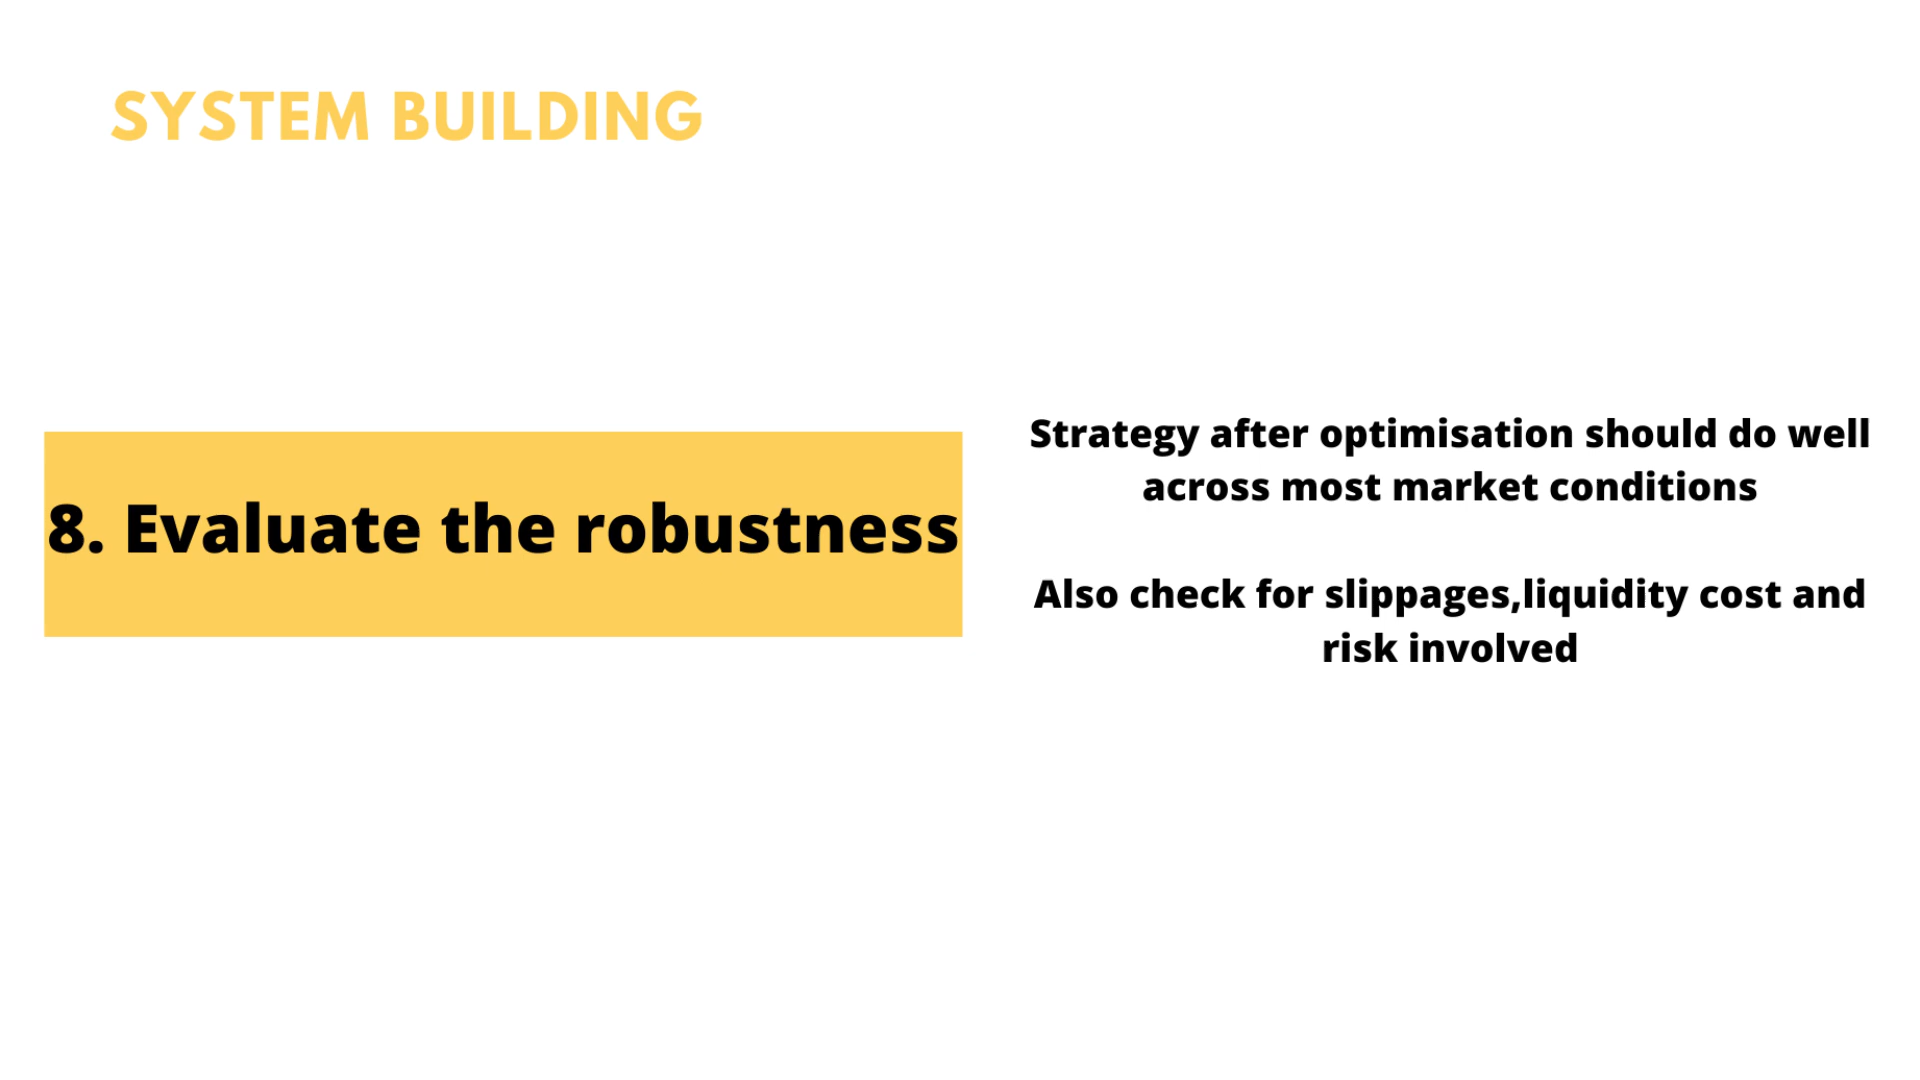 SYSTEM BUILDING
8. Evaluate the robustness
Strategy after optimisation should do well
across most market conditions
Also check for slippages,liquidity cost and
risk involved